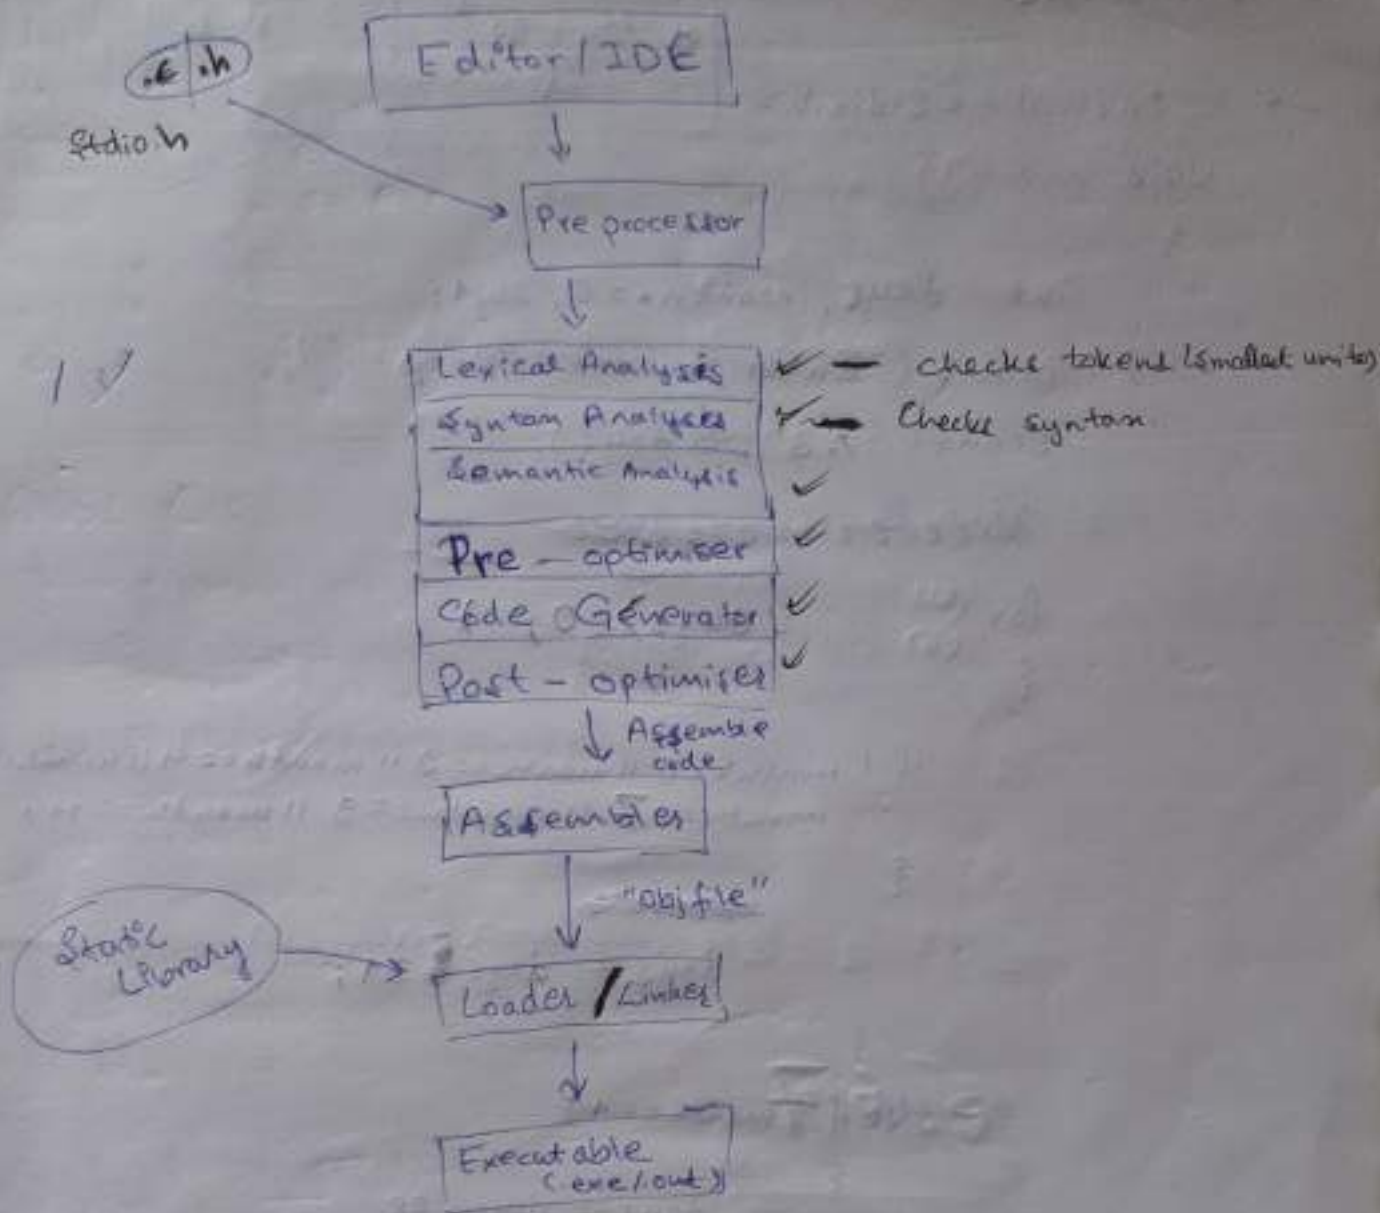 Editor/IDE
.c .h
Stdio.h
Pre processor
Lexical Analysis — checks tokens (smallest units)
Syntax Analyses — Checks syntax
Semantic Analysis
Pre - optimiser
Code Generator
Post - optimiser
Assemble
code
Assembler
"obj file"
Static
Library
Loader / Linker
Executable
(exe/.out)